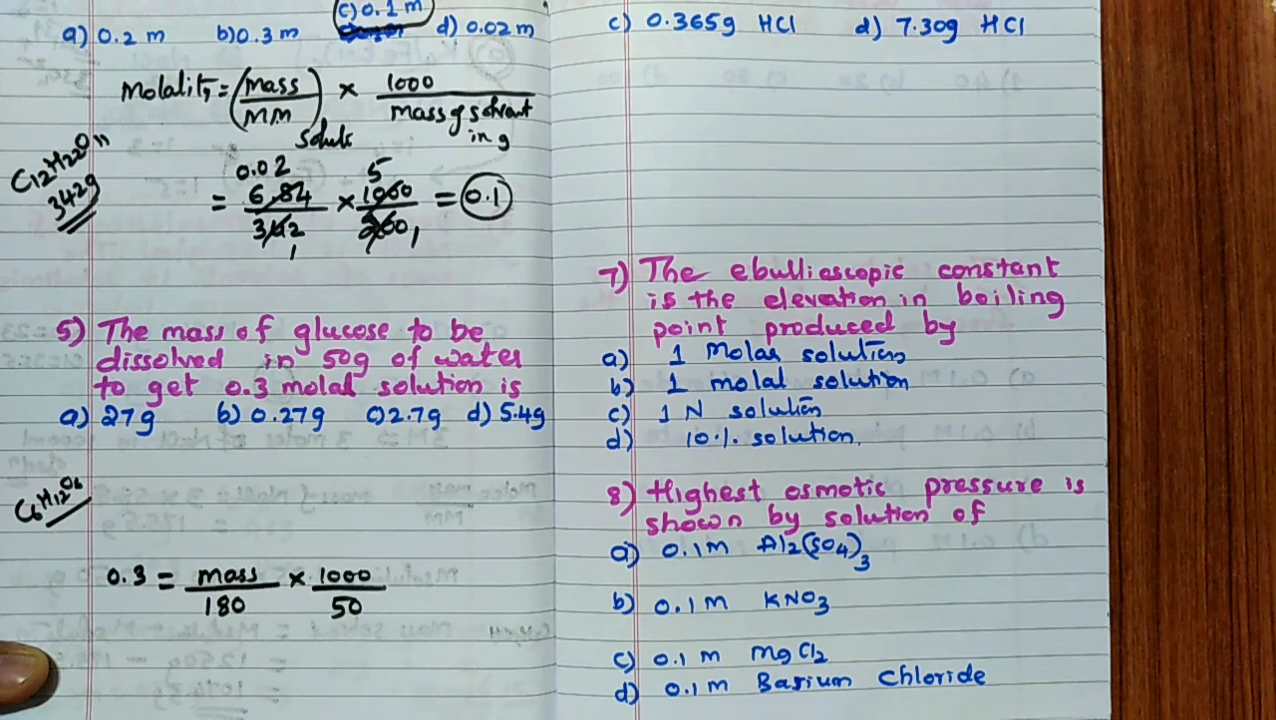 c) 0.1 m
a) 0.2 m b) 0.3 m d) 0.02 m
Molality = (mass/MM) solute × 1000/mass of solvent in g
C12H22O11
342g
0.02 5
= 6.84/342 × 1000/200 = 0.1
1 1
5) The mass of glucose to be
dissolved in 50g of water
to get 0.3 molal solution is
a) 27g b) 0.27g c) 2.7g d) 5.4g
C6H12O6
0.3 = mass/180 × 1000/50
c) 0.365g HCl d) 7.30g HCl
7) The ebullioscopic constant
is the elevation in boiling
point produced by
a) 1 Molar solution
b) 1 molal solution
c) 1 N solution
d) 10% solution.
8) Highest osmotic pressure is
shown by solution of
a) 0.1 M Al2(SO4)3
b) 0.1 M KNO3
c) 0.1 M MgCl2
d) 0.1 M Barium Chloride